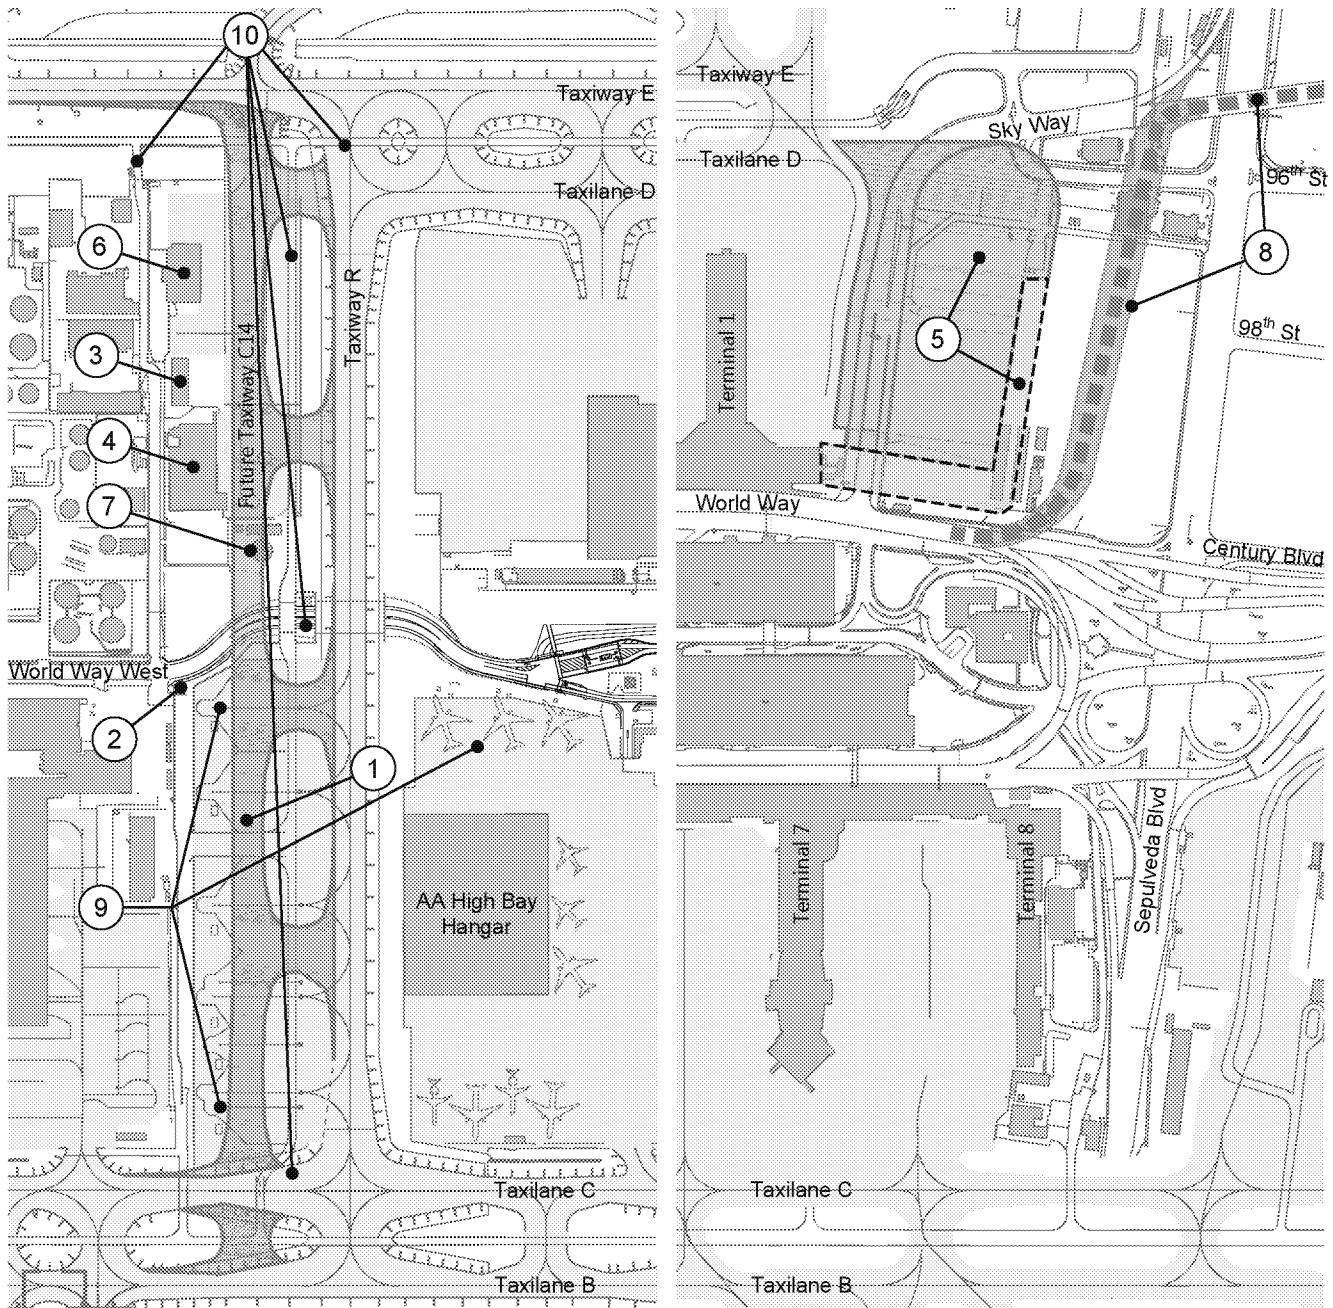 10
Taxiway E
Taxilane D
6
3
4
7
Future Taxiway C14
Taxiway R
World Way West
2
1
9
AA High Bay
Hangar
Taxilane C
Taxilane B
Taxiway E
Sky Way
Taxilane D
96th St
8
5
98th St
Terminal 1
World Way
Century Blvd
Terminal 7
Terminal 8
Sepulveda Blvd
Taxilane C
Taxilane B